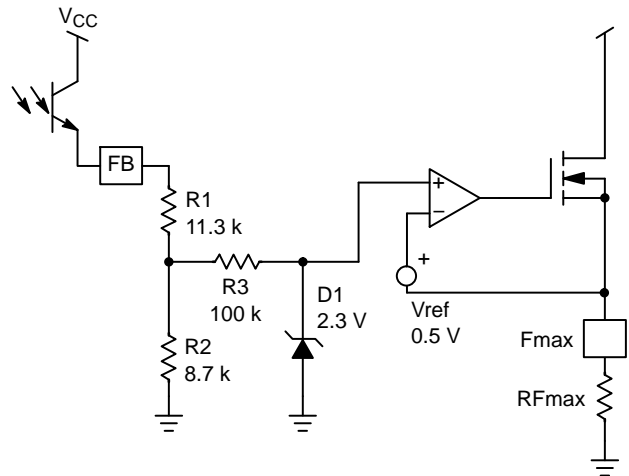 VCC
FB
R1
11.3 k
R3
100 k
D1
2.3 V
R2
8.7 k
+
−
+
Vref
0.5 V
Fmax
RFmax